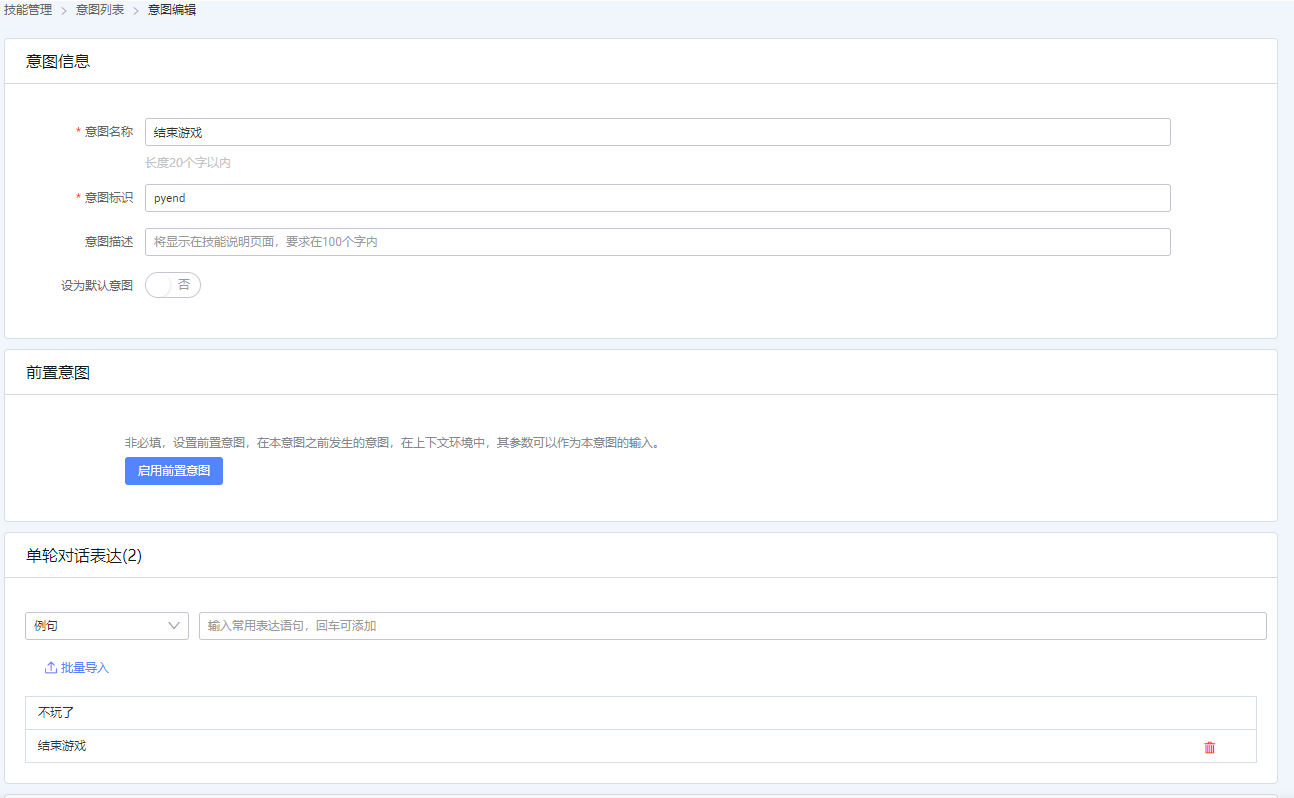 技能管理 > 意图列表 > 意图编辑
意图信息
* 意图名称 结束游戏
长度20个字以内
* 意图标识 pyend
意图描述 将显示在技能说明页面，要求在100个字内
设为默认意图 否
前置意图
非必填，设置前置意图，在本意图之前发生的意图，在上下文环境中，其参数可以作为本意图的输入。
启用前置意图
单轮对话表达(2)
例句 输入常用表达语句，回车可添加
批量导入
不玩了
结束游戏